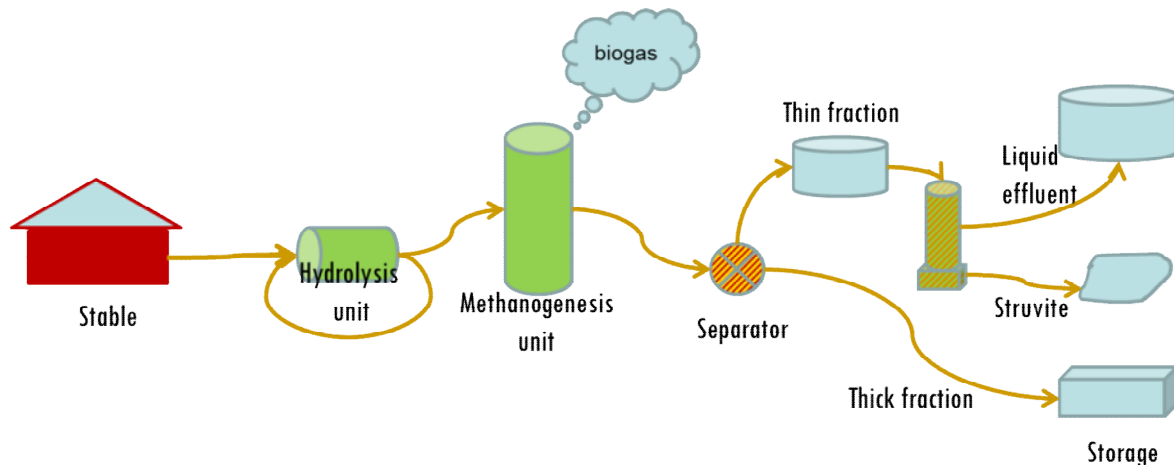 biogas
Thin fraction
Liquid
effluent
Hydrolysis
unit
Stable
Methanogenesis
unit
Separator
Struvite
Thick fraction
Storage